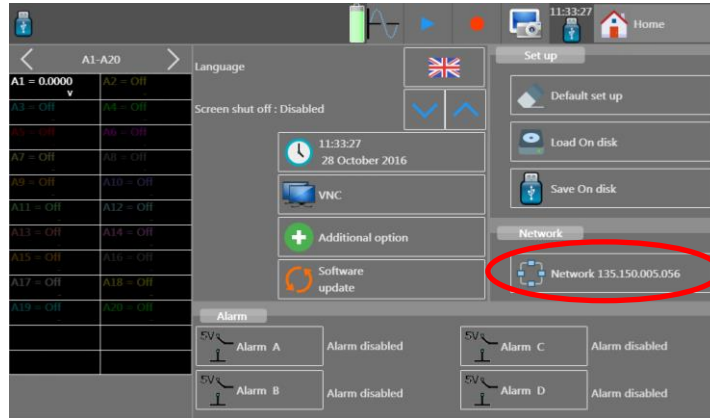 11:33:27
Home
A1-A20
A1 = 0.0000
v
A2 = Off
A3 = Off
A4 = Off
A5 = Off
A6 = Off
A7 = Off
A8 = Off
A9 = Off
A10 = Off
A11 = Off
A12 = Off
A13 = Off
A14 = Off
A15 = Off
A16 = Off
A17 = Off
A18 = Off
A19 = Off
A20 = Off
Language
Screen shut off : Disabled
11:33:27
28 October 2016
VNC
Additional option
Software
update
Set up
Default set up
Load On disk
Save On disk
Network
Network 135.150.005.056
Alarm
5V
Alarm A
Alarm disabled
5V
Alarm C
Alarm disabled
5V
Alarm B
Alarm disabled
5V
Alarm D
Alarm disabled